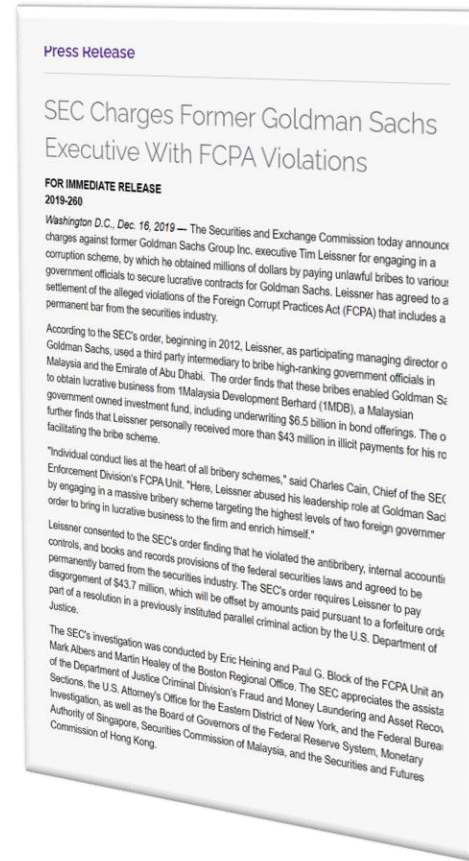 Press Release
SEC Charges Former Goldman Sachs
Executive With FCPA Violations
FOR IMMEDIATE RELEASE
2019-260
Washington D.C., Dec. 16, 2019 — The Securities and Exchange Commission today announce
charges against former Goldman Sachs Group Inc. executive Tim Leissner for engaging in a
corruption scheme, by which he obtained millions of dollars by paying unlawful bribes to various
government officials to secure lucrative contracts for Goldman Sachs. Leissner has agreed to a
settlement of the alleged violations of the Foreign Corrupt Practices Act (FCPA) that includes a
permanent bar from the securities industry.
According to the SEC's order, beginning in 2012, Leissner, as participating managing director o
Goldman Sachs, used a third party intermediary to bribe high-ranking government officials in
Malaysia and the Emirate of Abu Dhabi. The order finds that these bribes enabled Goldman Sa
to obtain lucrative business from 1Malaysia Development Berhard (1MDB), a Malaysian
government owned investment fund, including underwriting $6.5 billion in bond offerings. The o
further finds that Leissner personally received more than $43 million in illicit payments for his ro
facilitating the bribe scheme.
"Individual conduct lies at the heart of all bribery schemes," said Charles Cain, Chief of the SEC
Enforcement Division's FCPA Unit. "Here, Leissner abused his leadership role at Goldman Sacl
by engaging in a massive bribery scheme targeting the highest levels of two foreign governmer
order to bring in lucrative business to the firm and enrich himself."
Leissner consented to the SEC's order finding that he violated the antibribery, internal accountin
controls, and books and records provisions of the federal securities laws and agreed to be
permanently barred from the securities industry. The SEC's order requires Leissner to pay
disgorgement of $43.7 million, which will be offset by amounts paid pursuant to a forfeiture orde
part of a resolution in a previously instituted parallel criminal action by the U.S. Department of
Justice.
The SEC's investigation was conducted by Eric Heining and Paul G. Block of the FCPA Unit an
Mark Albers and Martin Healey of the Boston Regional Office. The SEC appreciates the assista
of the Department of Justice Criminal Division's Fraud and Money Laundering and Asset Recov
Sections, the U.S. Attorney's Office for the Eastern District of New York, and the Federal Burea
Investigation, as well as the Board of Governors of the Federal Reserve System, Monetary
Authority of Singapore, Securities Commission of Malaysia, and the Securities and Futures
Commission of Hong Kong.